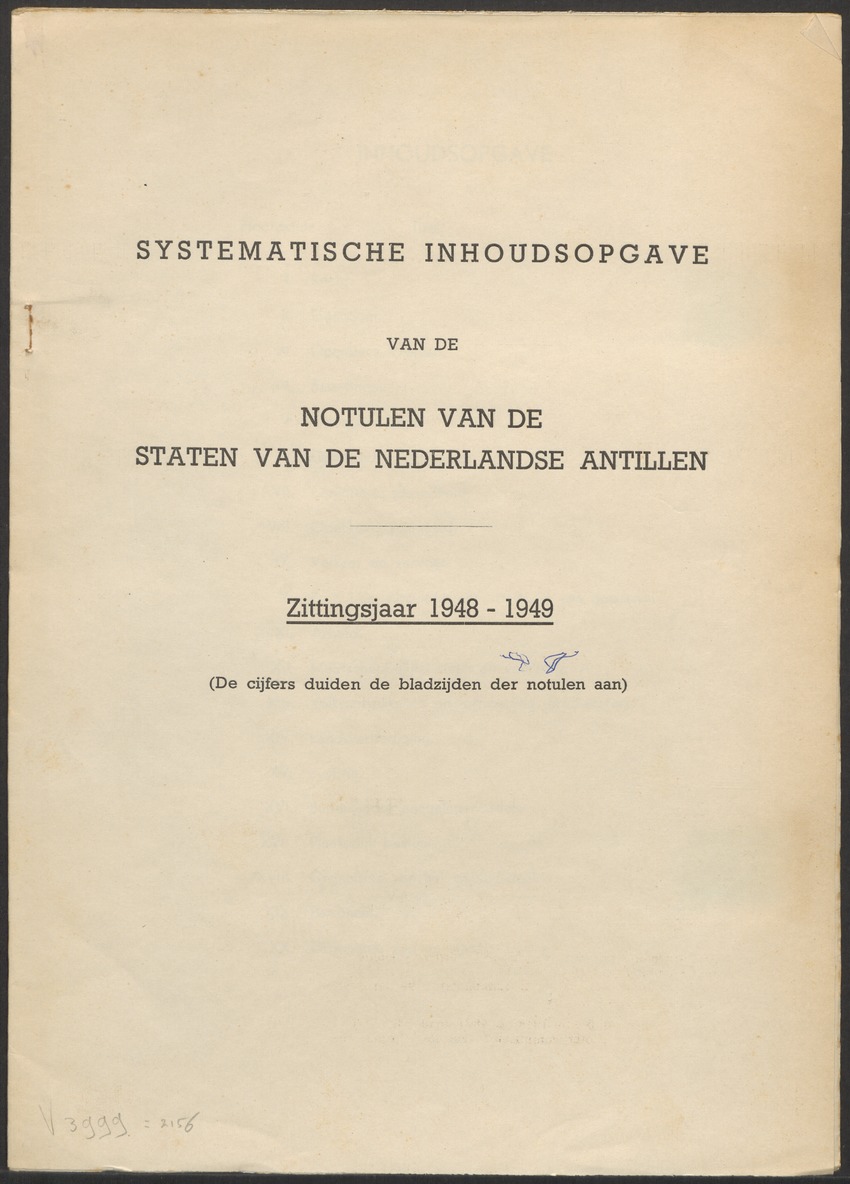 SYSTEMATISCHE INHOUDSOPGAVE
VAN DE
NOTULEN VAN DE
STATEN VAN DE NEDERLANDSE ANTILLEN
Zittingsjaar 1948 - 1949
(De cijfers duiden de bladzijden der notulen aan)
V 3999 = 2156